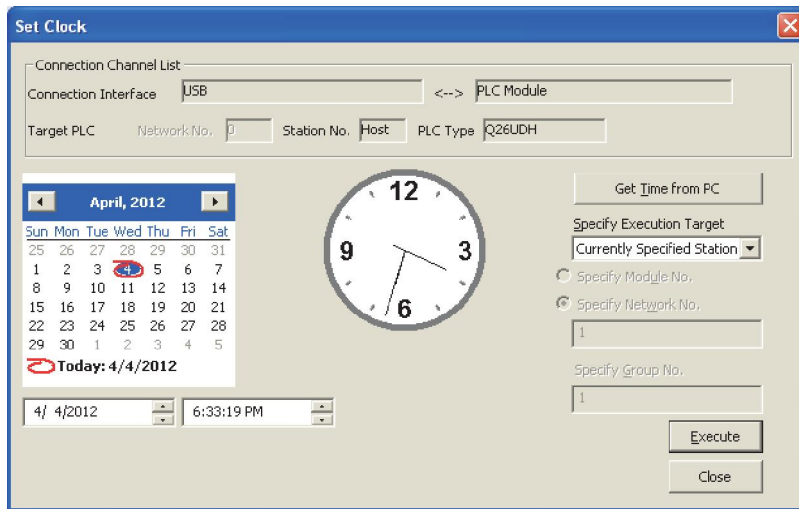 Set Clock
Connection Channel List
Connection Interface USB <--> PLC Module
Target PLC Network No. 0 Station No. Host PLC Type Q26UDH
April, 2012
Sun Mon Tue Wed Thu Fri Sat
25 26 27 28 29 30 31
1 2 3 4 5 6 7
8 9 10 11 12 13 14
15 16 17 18 19 20 21
22 23 24 25 26 27 28
29 30 1 2 3 4 5
Today: 4/4/2012
4/ 4/2012 6:33:19 PM
12
9 3
6
Get Time from PC
Specify Execution Target
Currently Specified Station
Specify Module No.
Specify Network No.
1
Specify Group No.
1
Execute
Close